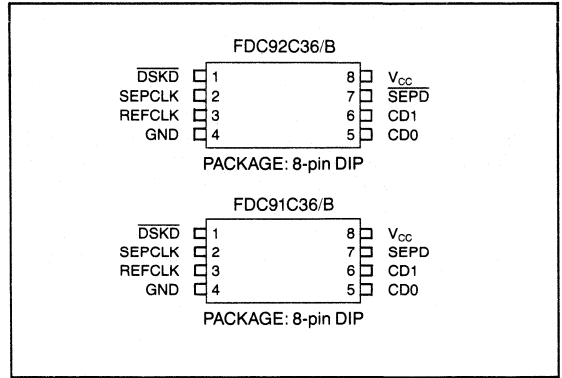 FDC92C36/B
DSKD 1 8 V_CC
SEPCLK 2 7 SEPD
REFCLK 3 6 CD1
GND 4 5 CD0
PACKAGE: 8-pin DIP
FDC91C36/B
DSKD 1 8 V_CC
SEPCLK 2 7 SEPD
REFCLK 3 6 CD1
GND 4 5 CD0
PACKAGE: 8-pin DIP